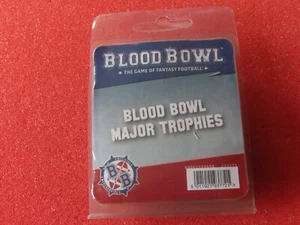 BLOOD BOWL
THE GAME OF FANTASY FOOTBALL
BLOOD BOWL
MAJOR TROPHIES
B
B